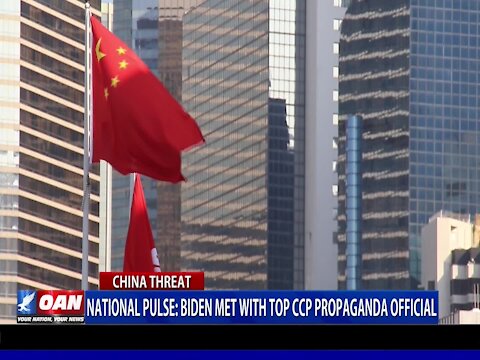 CHINA THREAT
OAN
YOUR NATION, YOUR NEWS
NATIONAL PULSE: BIDEN MET WITH TOP CCP PROPAGANDA OFFICIAL